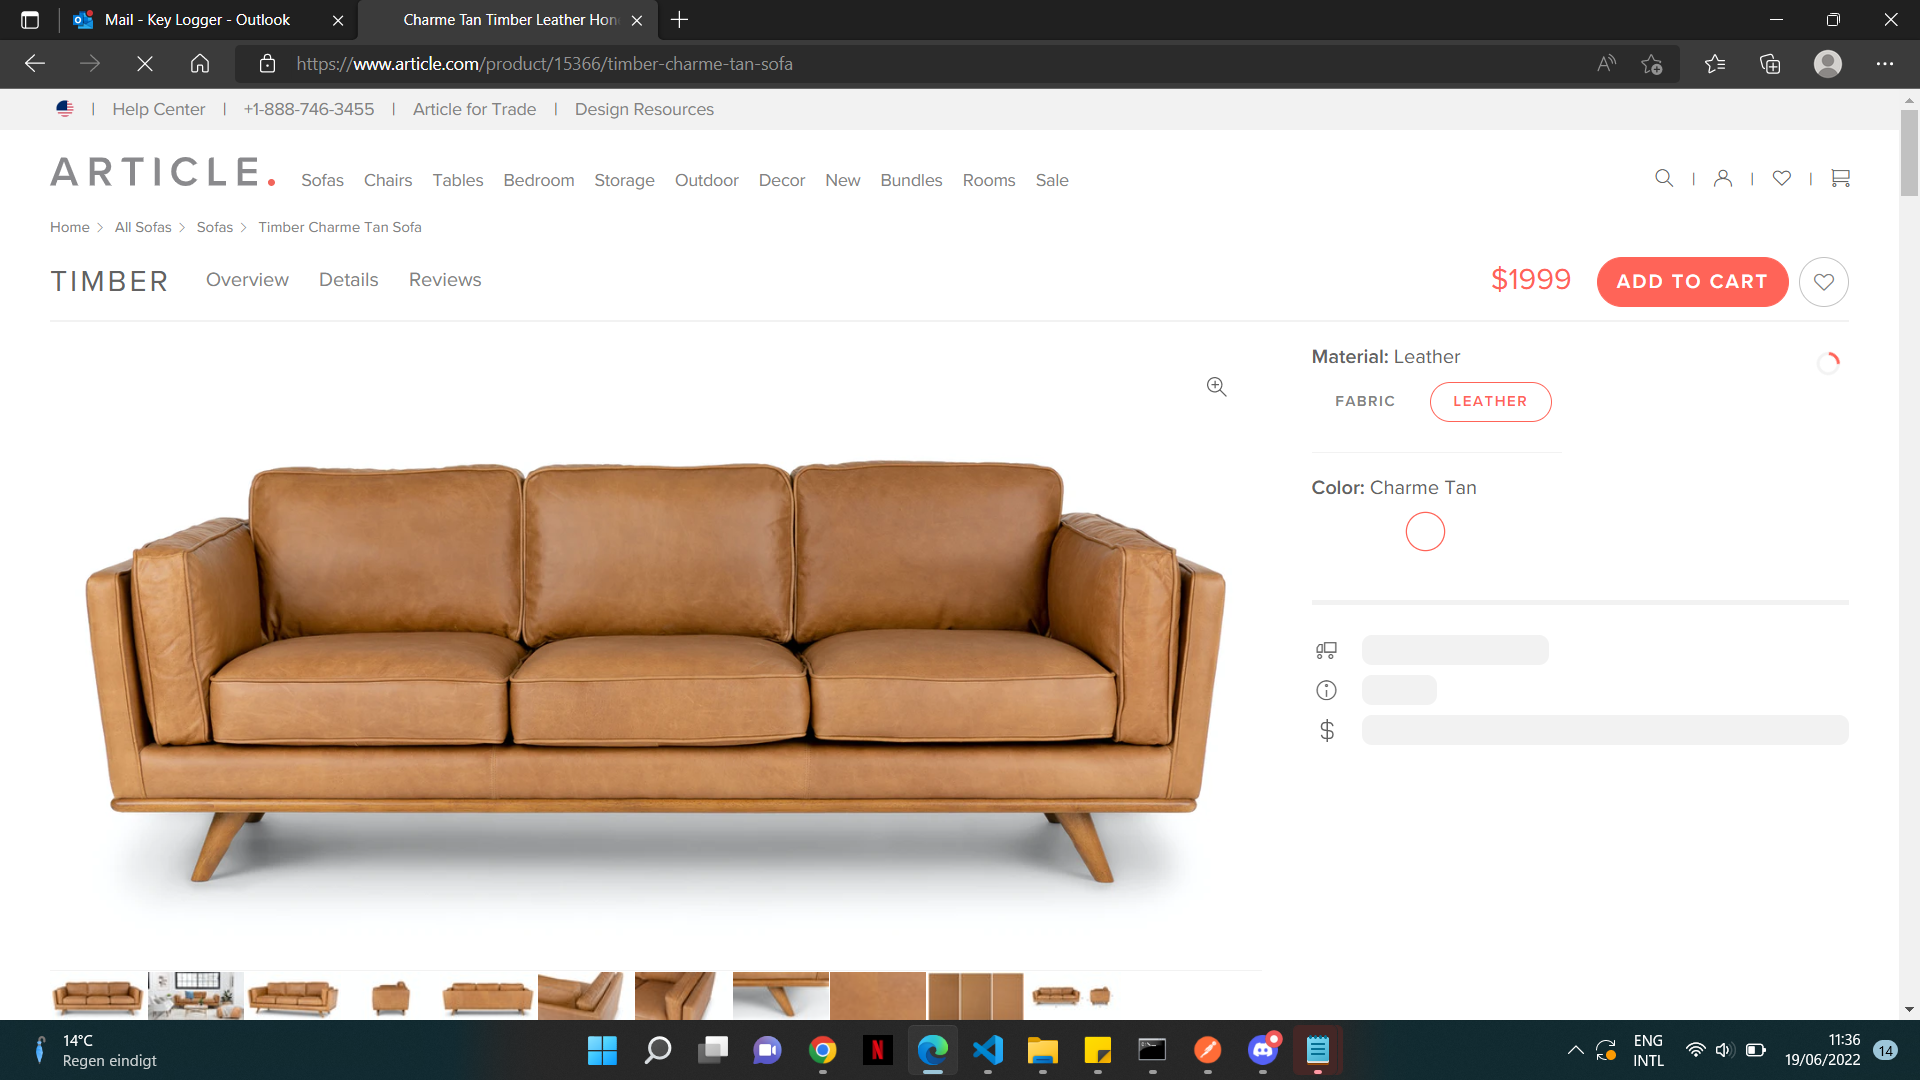 Mail - Key Logger - Outlook
Charme Tan Timber Leather Hon
https://www.article.com/product/15366/timber-charme-tan-sofa
| Help Center | +1-888-746-3455 | Article for Trade | Design Resources
ARTICLE.
Sofas Chairs Tables Bedroom Storage Outdoor Decor New Bundles Rooms Sale
Home > All Sofas > Sofas > Timber Charme Tan Sofa
TIMBER Overview Details Reviews
$1999 ADD TO CART
Material: Leather
FABRIC LEATHER
Color: Charme Tan
14°C
Regen eindigt
ENG
INTL
11:36
19/06/2022
14